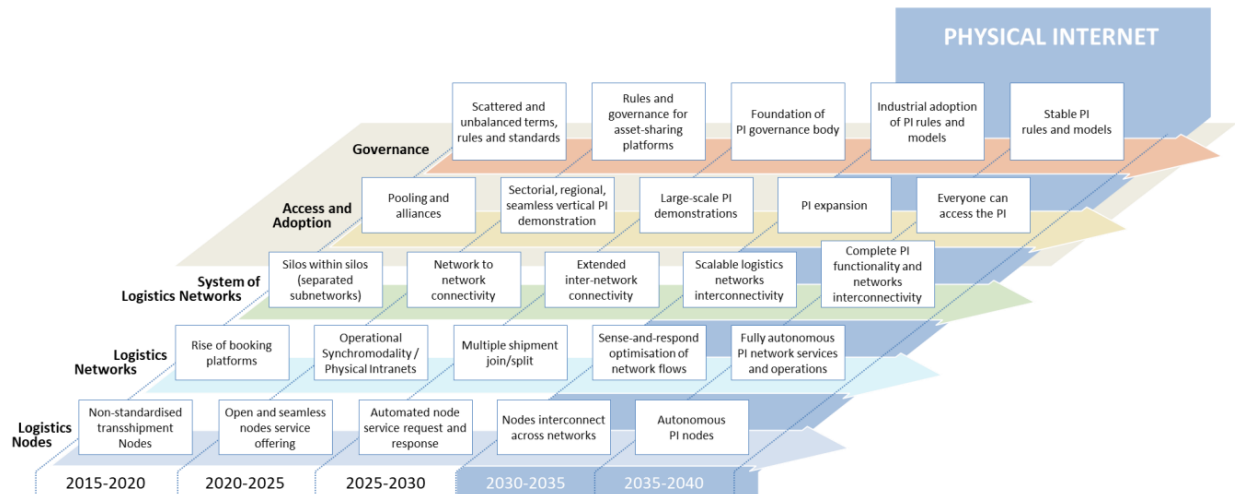 PHYSICAL INTERNET
Governance
Scattered and
unbalanced terms,
rules and standards
Rules and
governance for
asset-sharing
platforms
Foundation of
PI governance body
Industrial adoption
of PI rules and
models
Stable PI
rules and models
Access and
Adoption
Pooling and
alliances
Sectorial, regional,
seamless vertical PI
demonstration
Large-scale PI
demonstrations
PI expansion
Everyone can
access the PI
System of
Logistics Networks
Silos within silos
(separated
subnetworks)
Network to
network
connectivity
Extended
inter-network
connectivity
Scalable logistics
networks
interconnectivity
Complete PI
functionality and
networks
interconnectivity
Logistics
Networks
Rise of booking
platforms
Operational
Synchromodality /
Physical Intranets
Multiple shipment
join/split
Sense-and-respond
optimisation of
network flows
Fully autonomous
PI network services
and operations
Logistics
Nodes
Non-standardised
transshipment
Nodes
Open and seamless
nodes service
offering
Automated node
service request and
response
Nodes interconnect
across networks
Autonomous
PI nodes
2015-2020
2020-2025
2025-2030
2030-2035
2035-2040